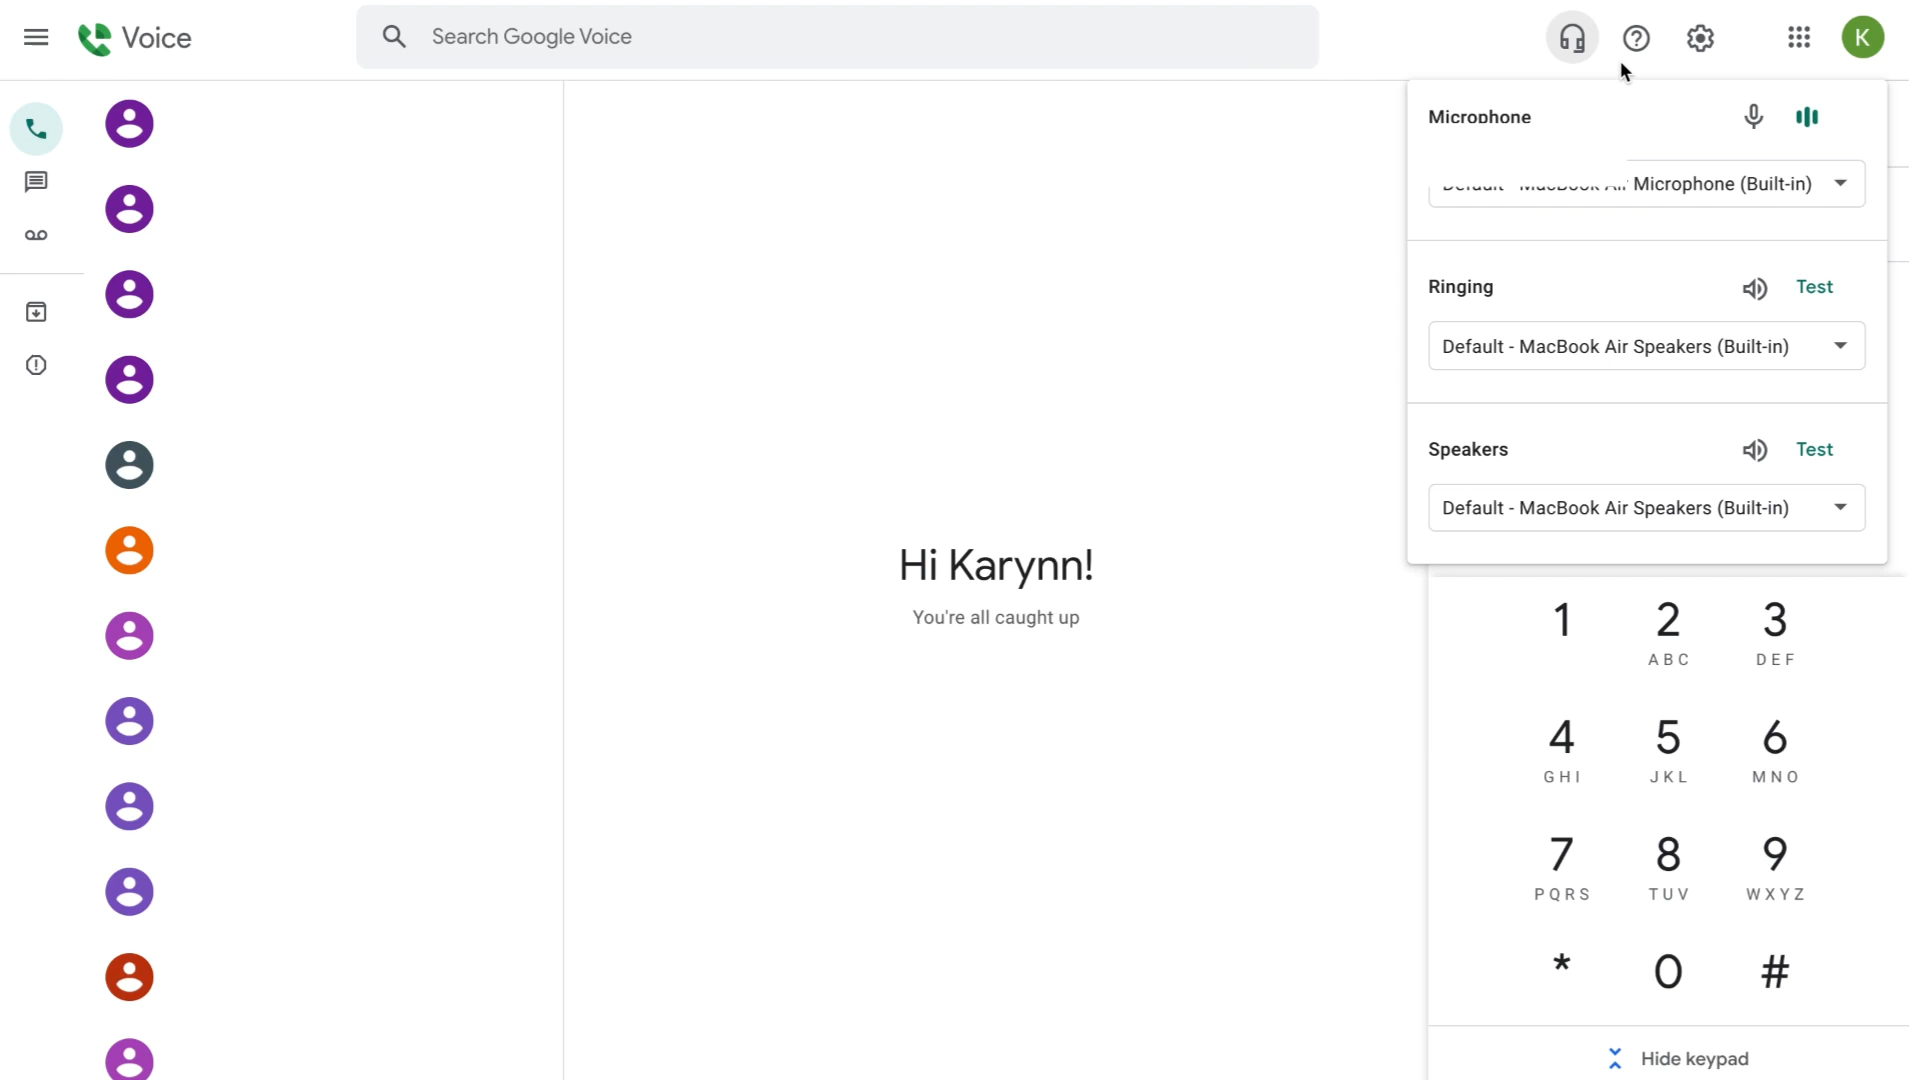 Voice
Search Google Voice
K
Microphone
Microphone (Built-in)
Ringing
Test
Default - MacBook Air Speakers (Built-in)
Speakers
Test
Default - MacBook Air Speakers (Built-in)
Hi Karynn!
You're all caught up
1 2 3
ABC DEF
4 5 6
GHI JKL MNO
7 8 9
PQRS TUV WXYZ
* 0 #
Hide keypad